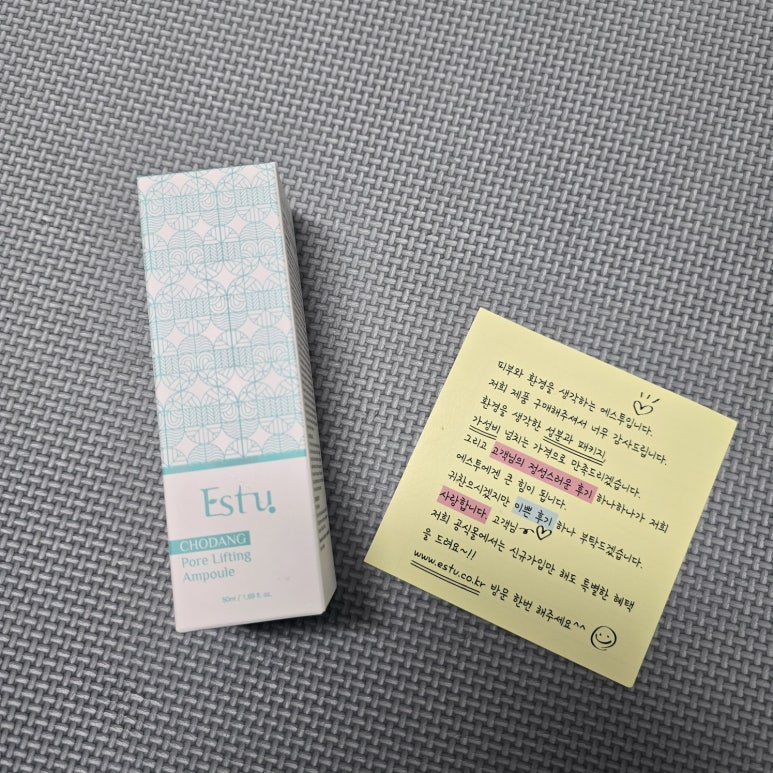 Estu
CHODANG
Pore Lifting
Ampoule
50ml / 1.69 fl. oz.
피부와 환경을 생각하는 에스투입니다.
저희 제품 구매해주셔서 너무 감사드립니다.
환경을 생각한 성분과 패키지
가성비 넘치는 가격으로 만족드리겠습니다.
그리고 고객님의 정성스러운 후기 하나하나가 저희
에스투에겐 큰 힘이 됩니다.
귀찮으시겠지만 이쁜 후기 하나 부탁드겠습니다.
사랑합니다 고객님~♡
저희 공식몰에서는 신규가입만 해도 특별한 혜택
을 드려요~!!
www.estu.co.kr 방문 한번 해주세요^^